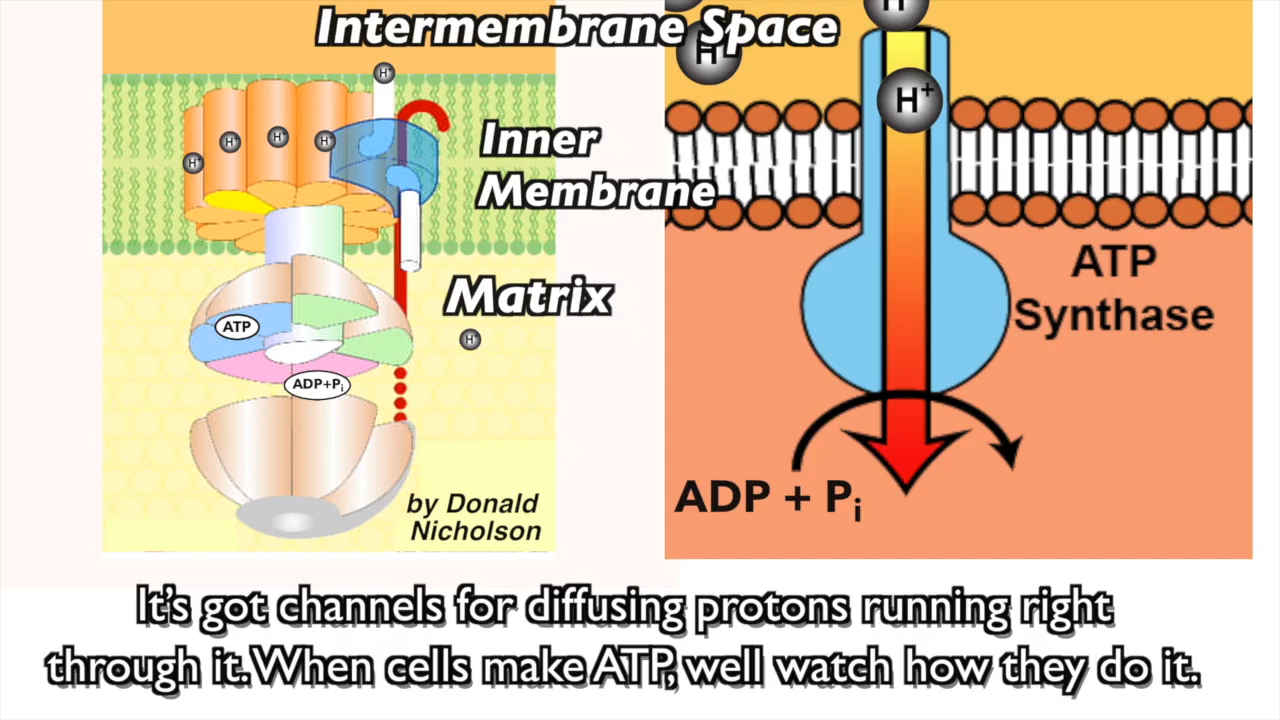 Intermembrane Space
H
H
H+
H+
H+
H+
H+
H+
H+
Inner
Membrane
Matrix
H+
ATP
ADP+Pi
ATP
Synthase
ADP + Pi
by Donald
Nicholson
It's got channels for diffusing protons running right
through it. When cells make ATP, well watch how they do it.